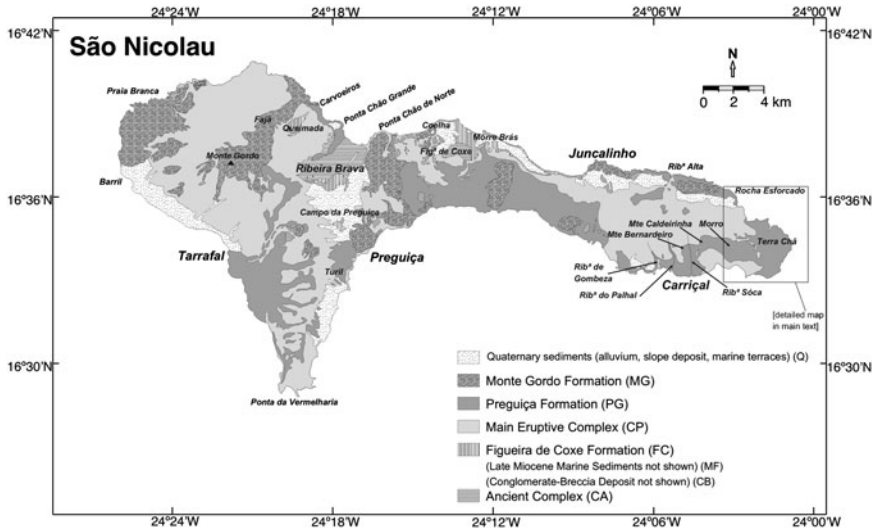 24°24'W 24°18'W 24°12'W 24°06'W 24°00'W
16°42'N 16°42'N
São Nicolau
N
0 2 4 km
Praia Branca
Carvoeiros
Ponta Chão Grande
Ponta Chão de Norte
Fajã
Queimada
Coelha
Morro Brás
Figª de Coxe
Monte Gordo
Ribeira Brava
Juncalinho
Ribª Alta
Barril
Rocha Esforcado
16°36'N 16°36'N
Campo da Preguiça
Mte Caldeirinha
Morro
Mte Bernardeiro
Terra Chã
Tarrafal
Preguiça
Turil
Ribª de
Gombeza
Ribª do Palhal
Carriçal
Ribª Sóca
[detailed map
in main text]
16°30'N 16°30'N
Quaternary sediments (alluvium, slope deposit, marine terraces) (Q)
Monte Gordo Formation (MG)
Preguiça Formation (PG)
Ponta da Vermelharia
Main Eruptive Complex (CP)
Figueira de Coxe Formation (FC)
(Late Miocene Marine Sediments not shown) (MF)
(Conglomerate-Breccia Deposit not shown) (CB)
Ancient Complex (CA)
24°24'W 24°18'W 24°12'W 24°06'W 24°00'W